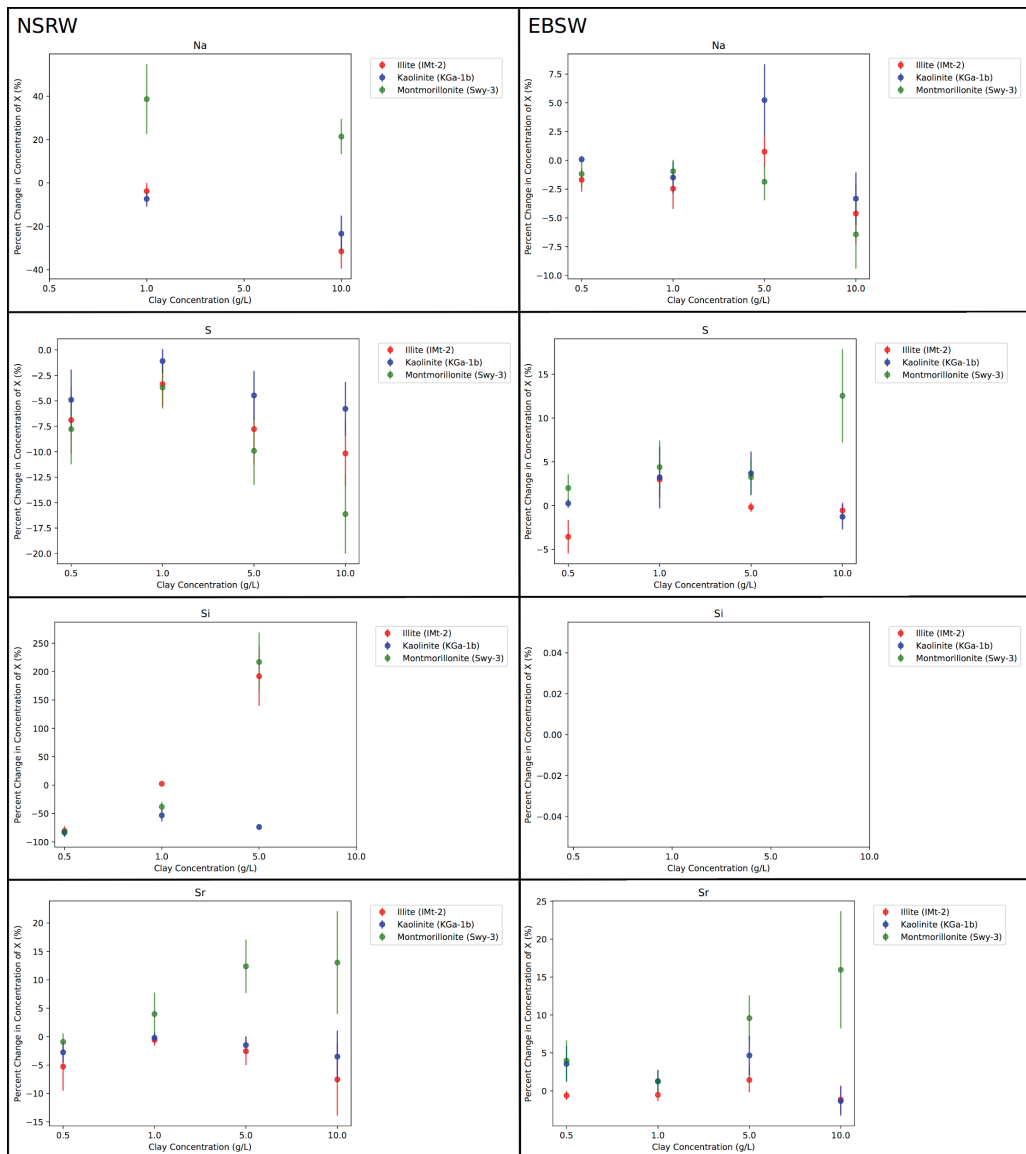 NSRW
Na
Percent Change in Concentration of X (%)
40
20
0
−20
−40
0.5
1.0
5.0
10.0
Clay Concentration (g/L)
Illite (IMt-2)
Kaolinite (KGa-1b)
Montmorillonite (Swy-3)
EBSW
Na
Percent Change in Concentration of X (%)
7.5
5.0
2.5
0.0
−2.5
−5.0
−7.5
−10.0
0.5
1.0
5.0
10.0
Clay Concentration (g/L)
Illite (IMt-2)
Kaolinite (KGa-1b)
Montmorillonite (Swy-3)
S
Percent Change in Concentration of X (%)
0.0
−2.5
−5.0
−7.5
−10.0
−12.5
−15.0
−17.5
−20.0
0.5
1.0
5.0
10.0
Clay Concentration (g/L)
Illite (IMt-2)
Kaolinite (KGa-1b)
Montmorillonite (Swy-3)
S
Percent Change in Concentration of X (%)
15
10
5
0
−5
0.5
1.0
5.0
10.0
Clay Concentration (g/L)
Illite (IMt-2)
Kaolinite (KGa-1b)
Montmorillonite (Swy-3)
Si
Percent Change in Concentration of X (%)
250
200
150
100
50
0
−50
−100
0.5
1.0
5.0
10.0
Clay Concentration (g/L)
Illite (IMt-2)
Kaolinite (KGa-1b)
Montmorillonite (Swy-3)
Si
Percent Change in Concentration of X (%)
0.04
0.02
0.00
−0.02
−0.04
0.5
1.0
5.0
10.0
Clay Concentration (g/L)
Illite (IMt-2)
Kaolinite (KGa-1b)
Montmorillonite (Swy-3)
Sr
Percent Change in Concentration of X (%)
20
15
10
5
0
−5
−10
−15
0.5
1.0
5.0
10.0
Clay Concentration (g/L)
Illite (IMt-2)
Kaolinite (KGa-1b)
Montmorillonite (Swy-3)
Sr
Percent Change in Concentration of X (%)
25
20
15
10
5
0
0.5
1.0
5.0
10.0
Clay Concentration (g/L)
Illite (IMt-2)
Kaolinite (KGa-1b)
Montmorillonite (Swy-3)